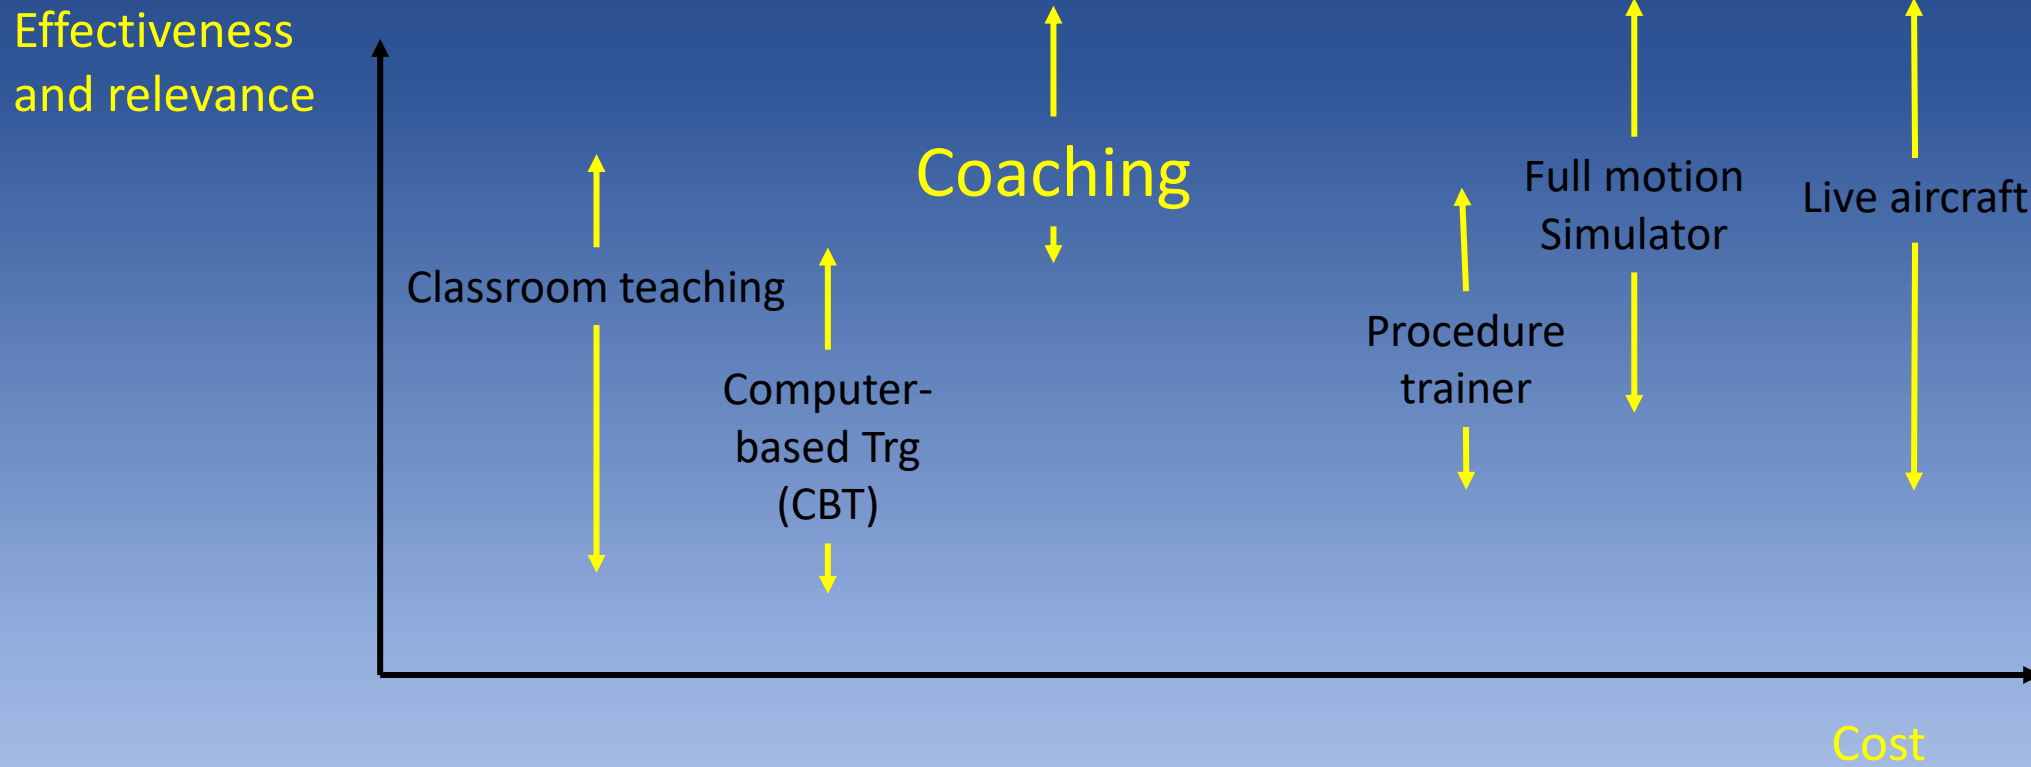 Effectiveness
and relevance
Coaching
Full motion
Simulator
Live aircraft
Classroom teaching
Procedure
trainer
Computer-
based Trg
(CBT)
Cost